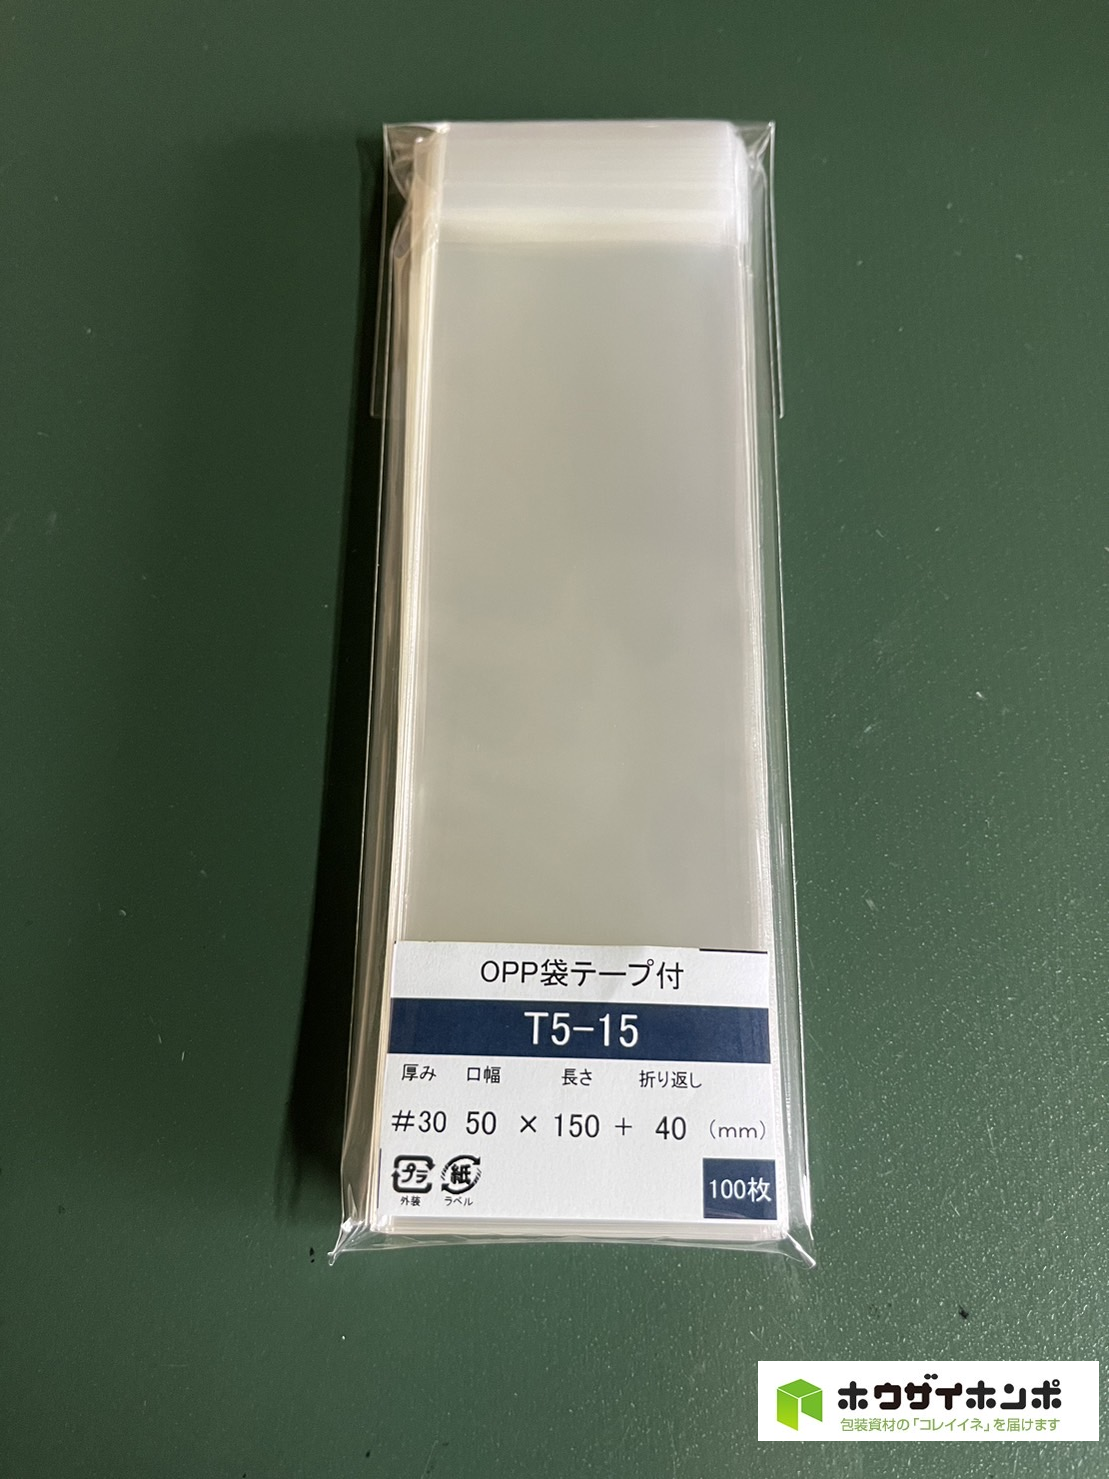 OPP袋テープ付
T5-15
厚み 口幅 長さ 折り返し
#30 50 × 150 + 40 (mm)
プラ 紙
外装 ラベル
100枚
ホウザイホンポ
包装資材の「コレイイネ」を届けます